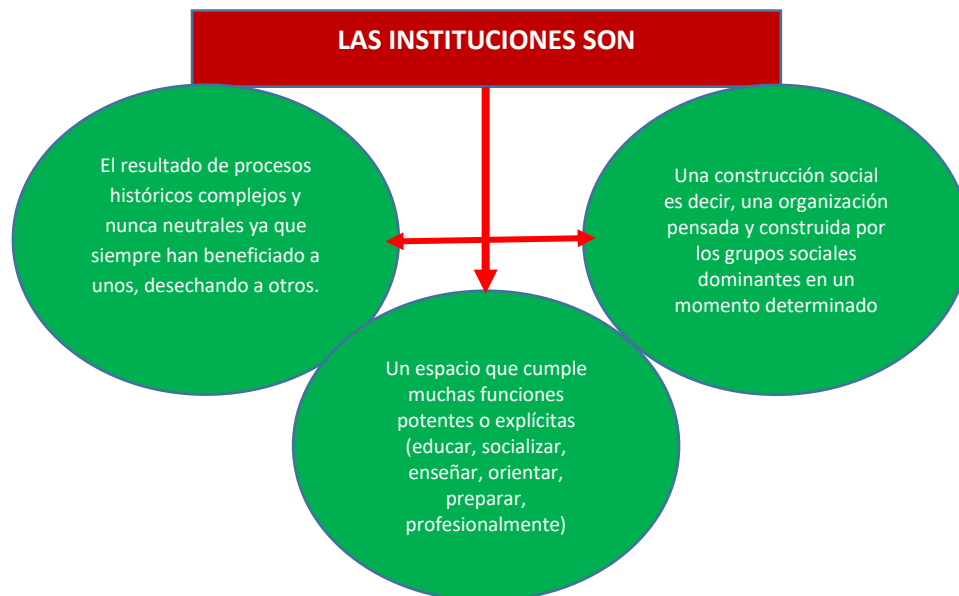 LAS INSTITUCIONES SON
El resultado de procesos
históricos complejos y
nunca neutrales ya que
siempre han beneficiado a
unos, desechando a otros.
Una construcción social
es decir, una organización
pensada y construida por
los grupos sociales
dominantes en un
momento determinado
Un espacio que cumple
muchas funciones
potentes o explícitas
(educar, socializar,
enseñar, orientar,
preparar,
profesionalmente)